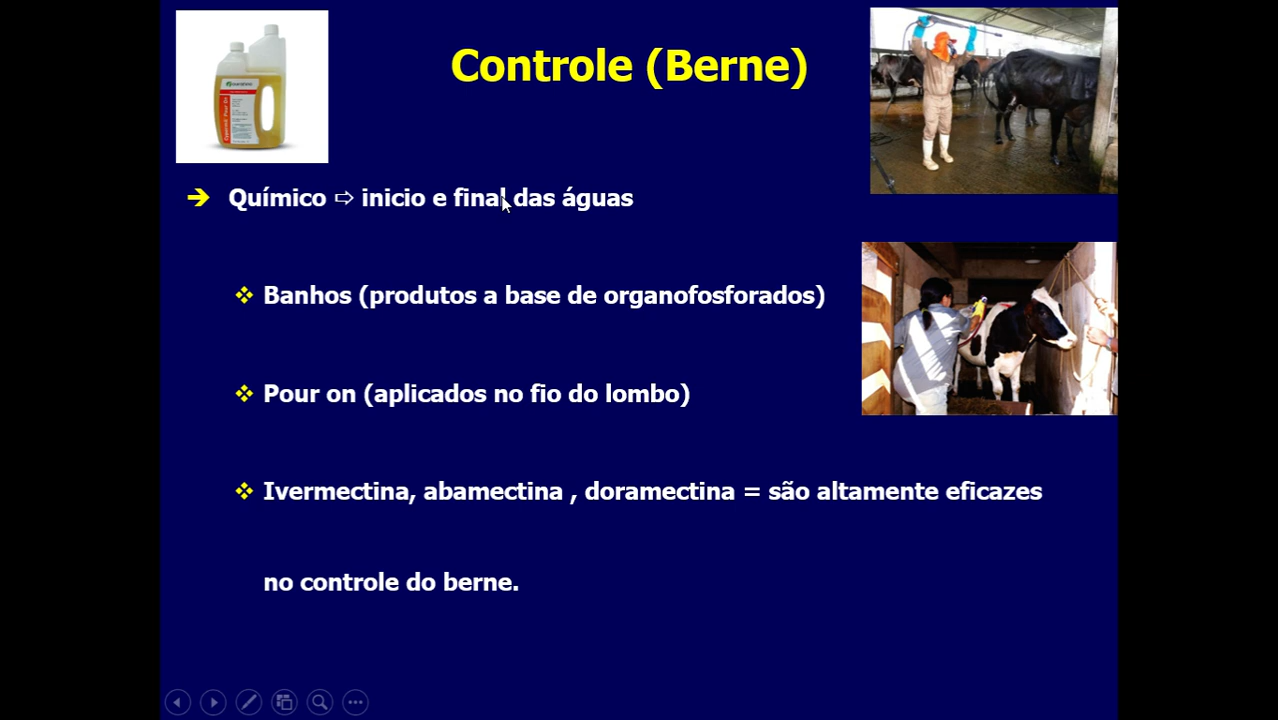 Controle (Berne)
Químico ⇨ inicio e final das águas
Banhos (produtos a base de organofosforados)
Pour on (aplicados no fio do lombo)
Ivermectina, abamectina , doramectina = são altamente eficazes
no controle do berne.